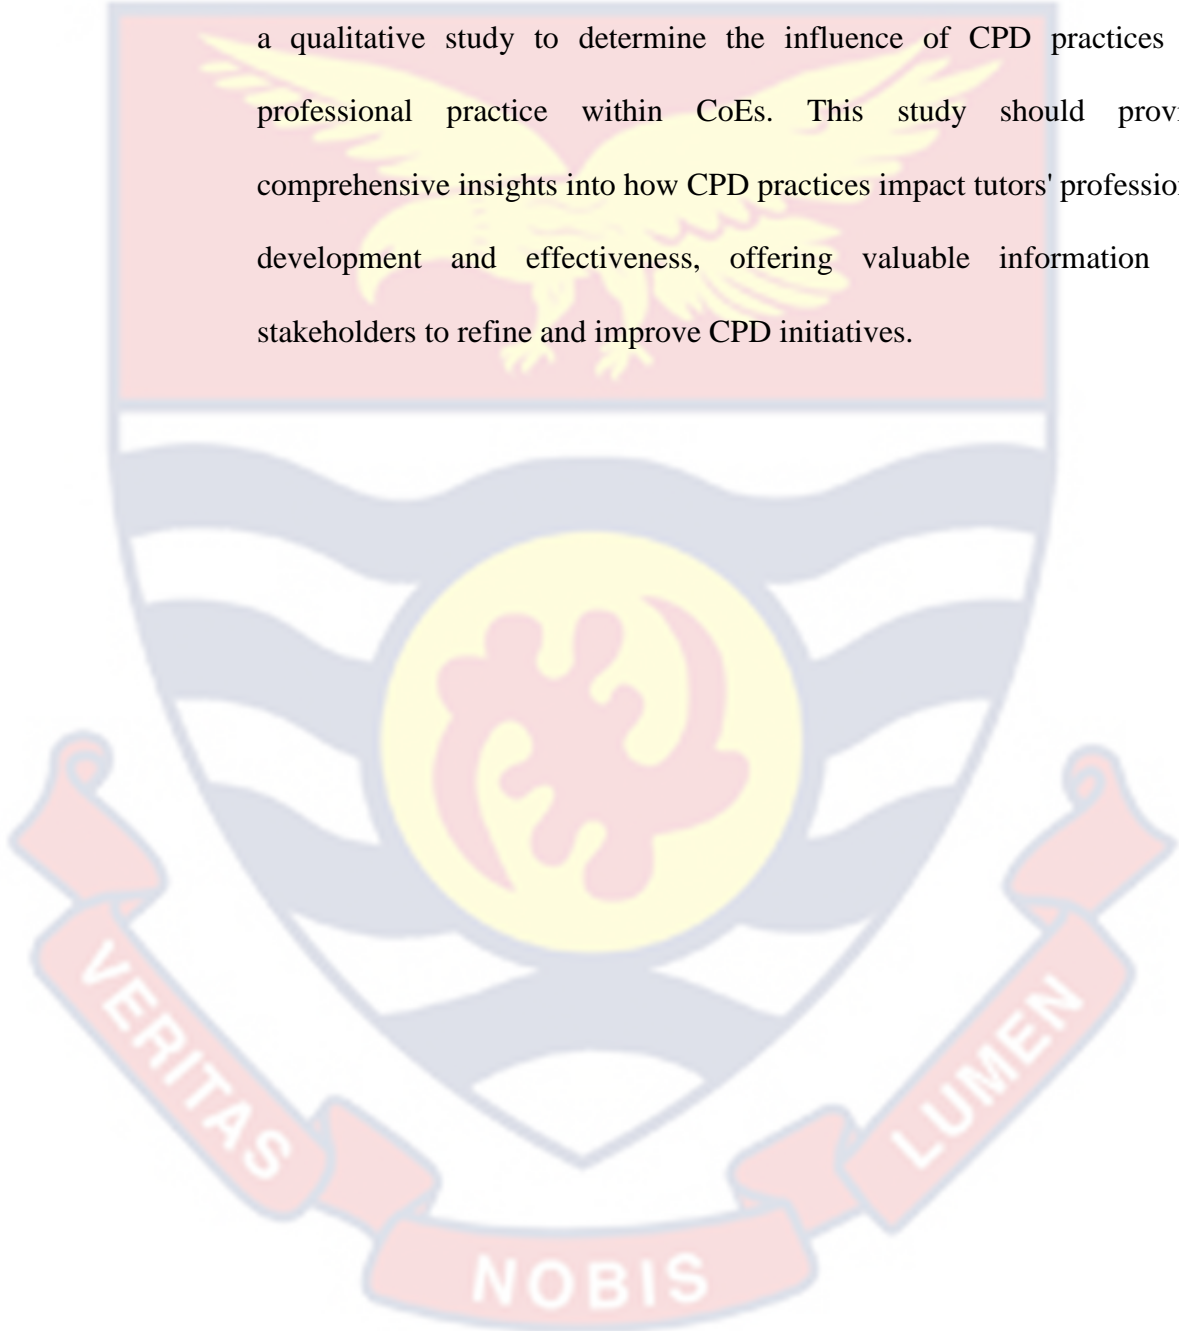 a qualitative study to determine the influence of CPD practices
professional practice within CoEs. This study should provi
comprehensive insights into how CPD practices impact tutors' profession
development and effectiveness, offering valuable information
stakeholders to refine and improve CPD initiatives.
VERITAS
NOBIS
LUMEN